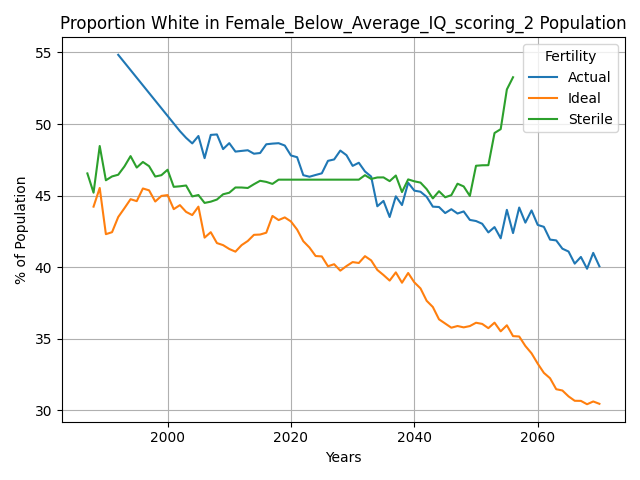 Proportion White in Female_Below_Average_IQ_scoring_2 Population
% of Population
55
50
45
40
35
30
Fertility
Actual
Ideal
Sterile
2000
2020
2040
2060
Years